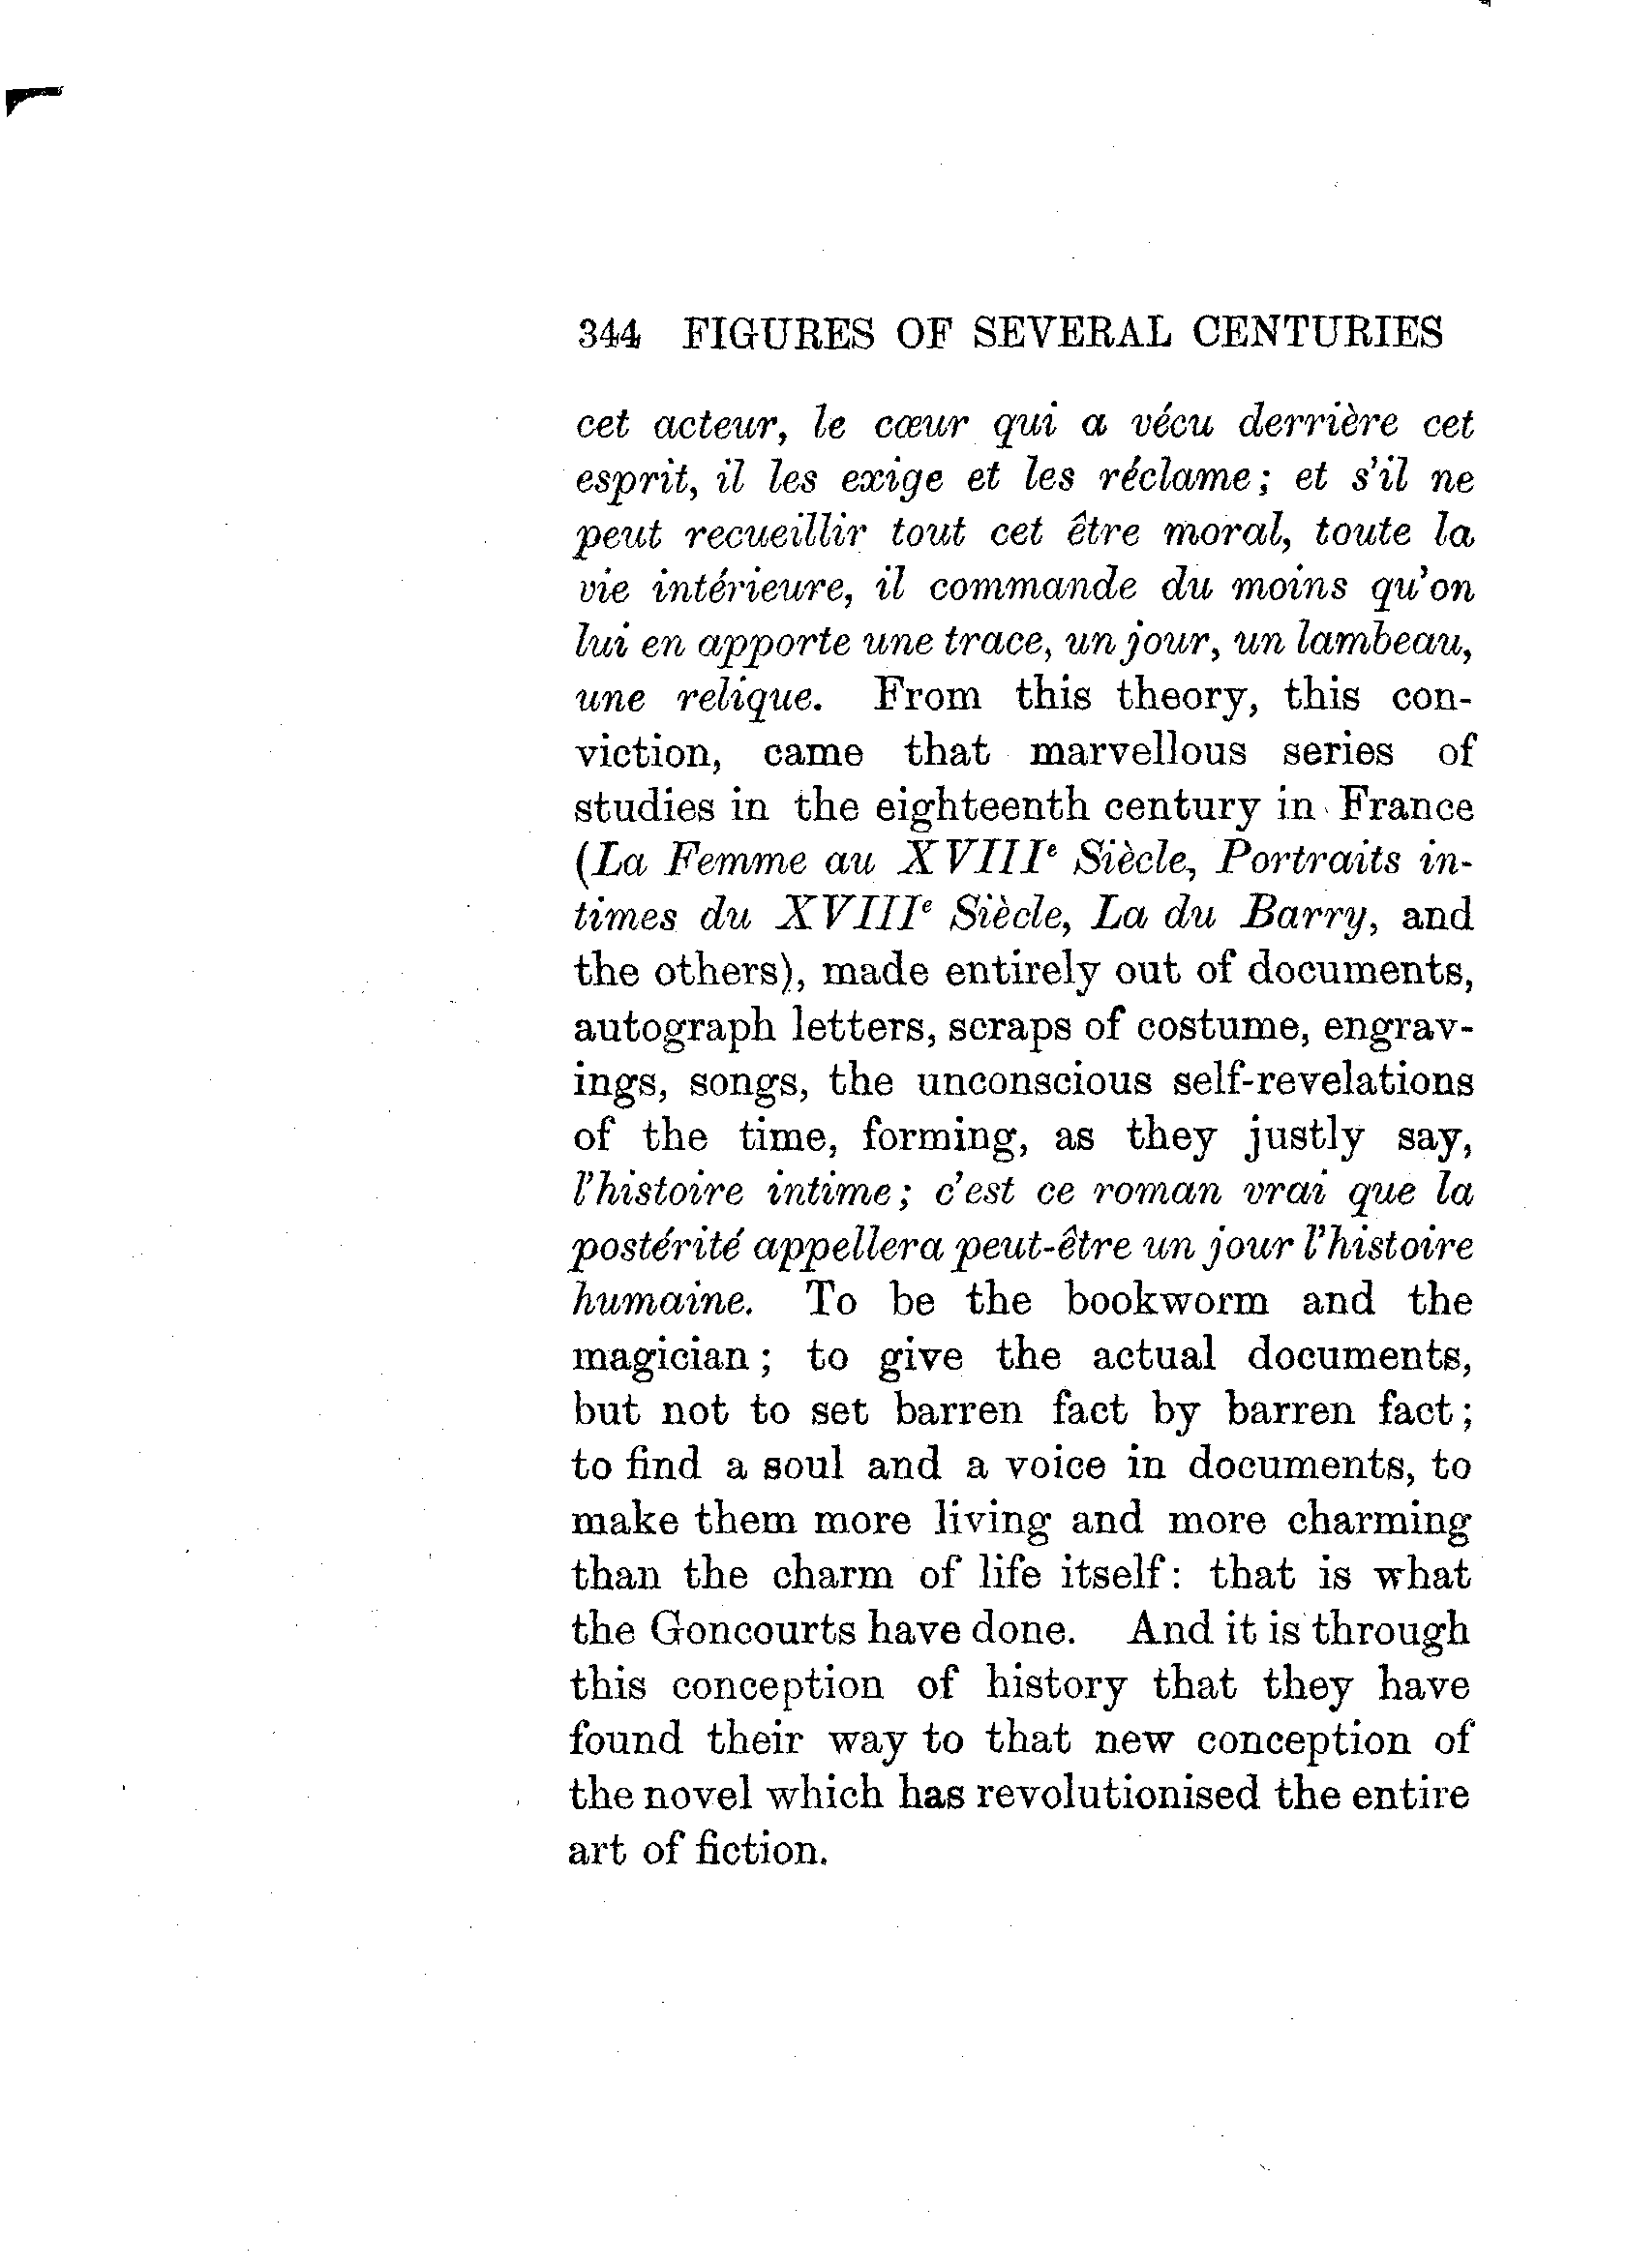 344 FIGURES OF SEVERAL CENTURIES
cet acteur, le cœur qui a vécu derrière cet
esprit, il les exige et les réclame; et s'il ne
peut recueillir tout cet être moral, toute la
vie intérieure, il commande du moins qu'on
lui en apporte une trace, un jour, un lambeau,
une relique. From this theory, this con-
viction, came that marvellous series of
studies in the eighteenth century in France
(La Femme au XVIIIe Siècle, Portraits in-
times du XVIIIe Siècle, La du Barry, and
the others), made entirely out of documents,
autograph letters, scraps of costume, engrav-
ings, songs, the unconscious self-revelations
of the time, forming, as they justly say,
l'histoire intime; c'est ce roman vrai que la
postérité appellera peut-être un jour l'histoire
humaine. To be the bookworm and the
magician; to give the actual documents,
but not to set barren fact by barren fact;
to find a soul and a voice in documents, to
make them more living and more charming
than the charm of life itself: that is what
the Goncourts have done. And it is through
this conception of history that they have
found their way to that new conception of
the novel which has revolutionised the entire
art of fiction.